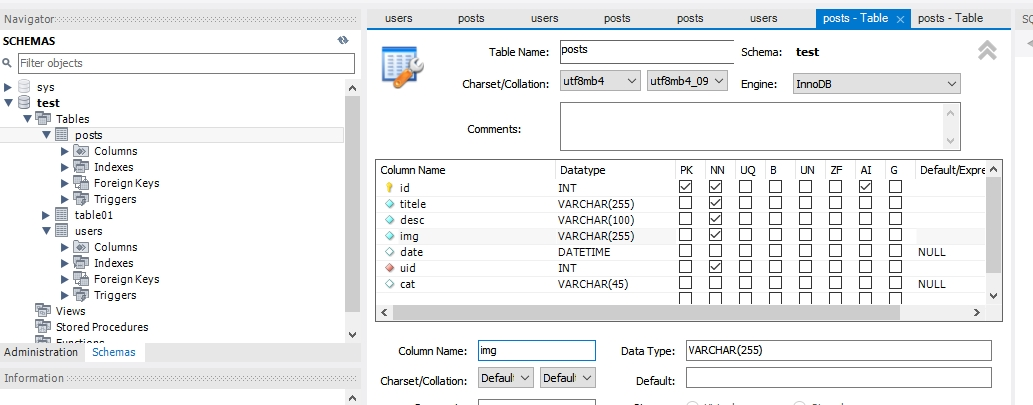 Navigator
SCHEMAS
Filter objects
sys
test
Tables
posts
Columns
Indexes
Foreign Keys
Triggers
table01
users
Columns
Indexes
Foreign Keys
Triggers
Views
Stored Procedures
Functions
Administration Schemas
Information
users posts users posts posts users posts - Table × posts - Table
Table Name: posts Schema: test
Charset/Collation: utf8mb4 utf8mb4_09 Engine: InnoDB
Comments:
Column Name Datatype PK NN UQ B UN ZF AI G Default/Expre
id INT
titele VARCHAR(255)
desc VARCHAR(100)
img VARCHAR(255)
date DATETIME NULL
uid INT
cat VARCHAR(45) NULL
Column Name: img Data Type: VARCHAR(255)
Charset/Collation: Defaul Defaul Default:
SQ